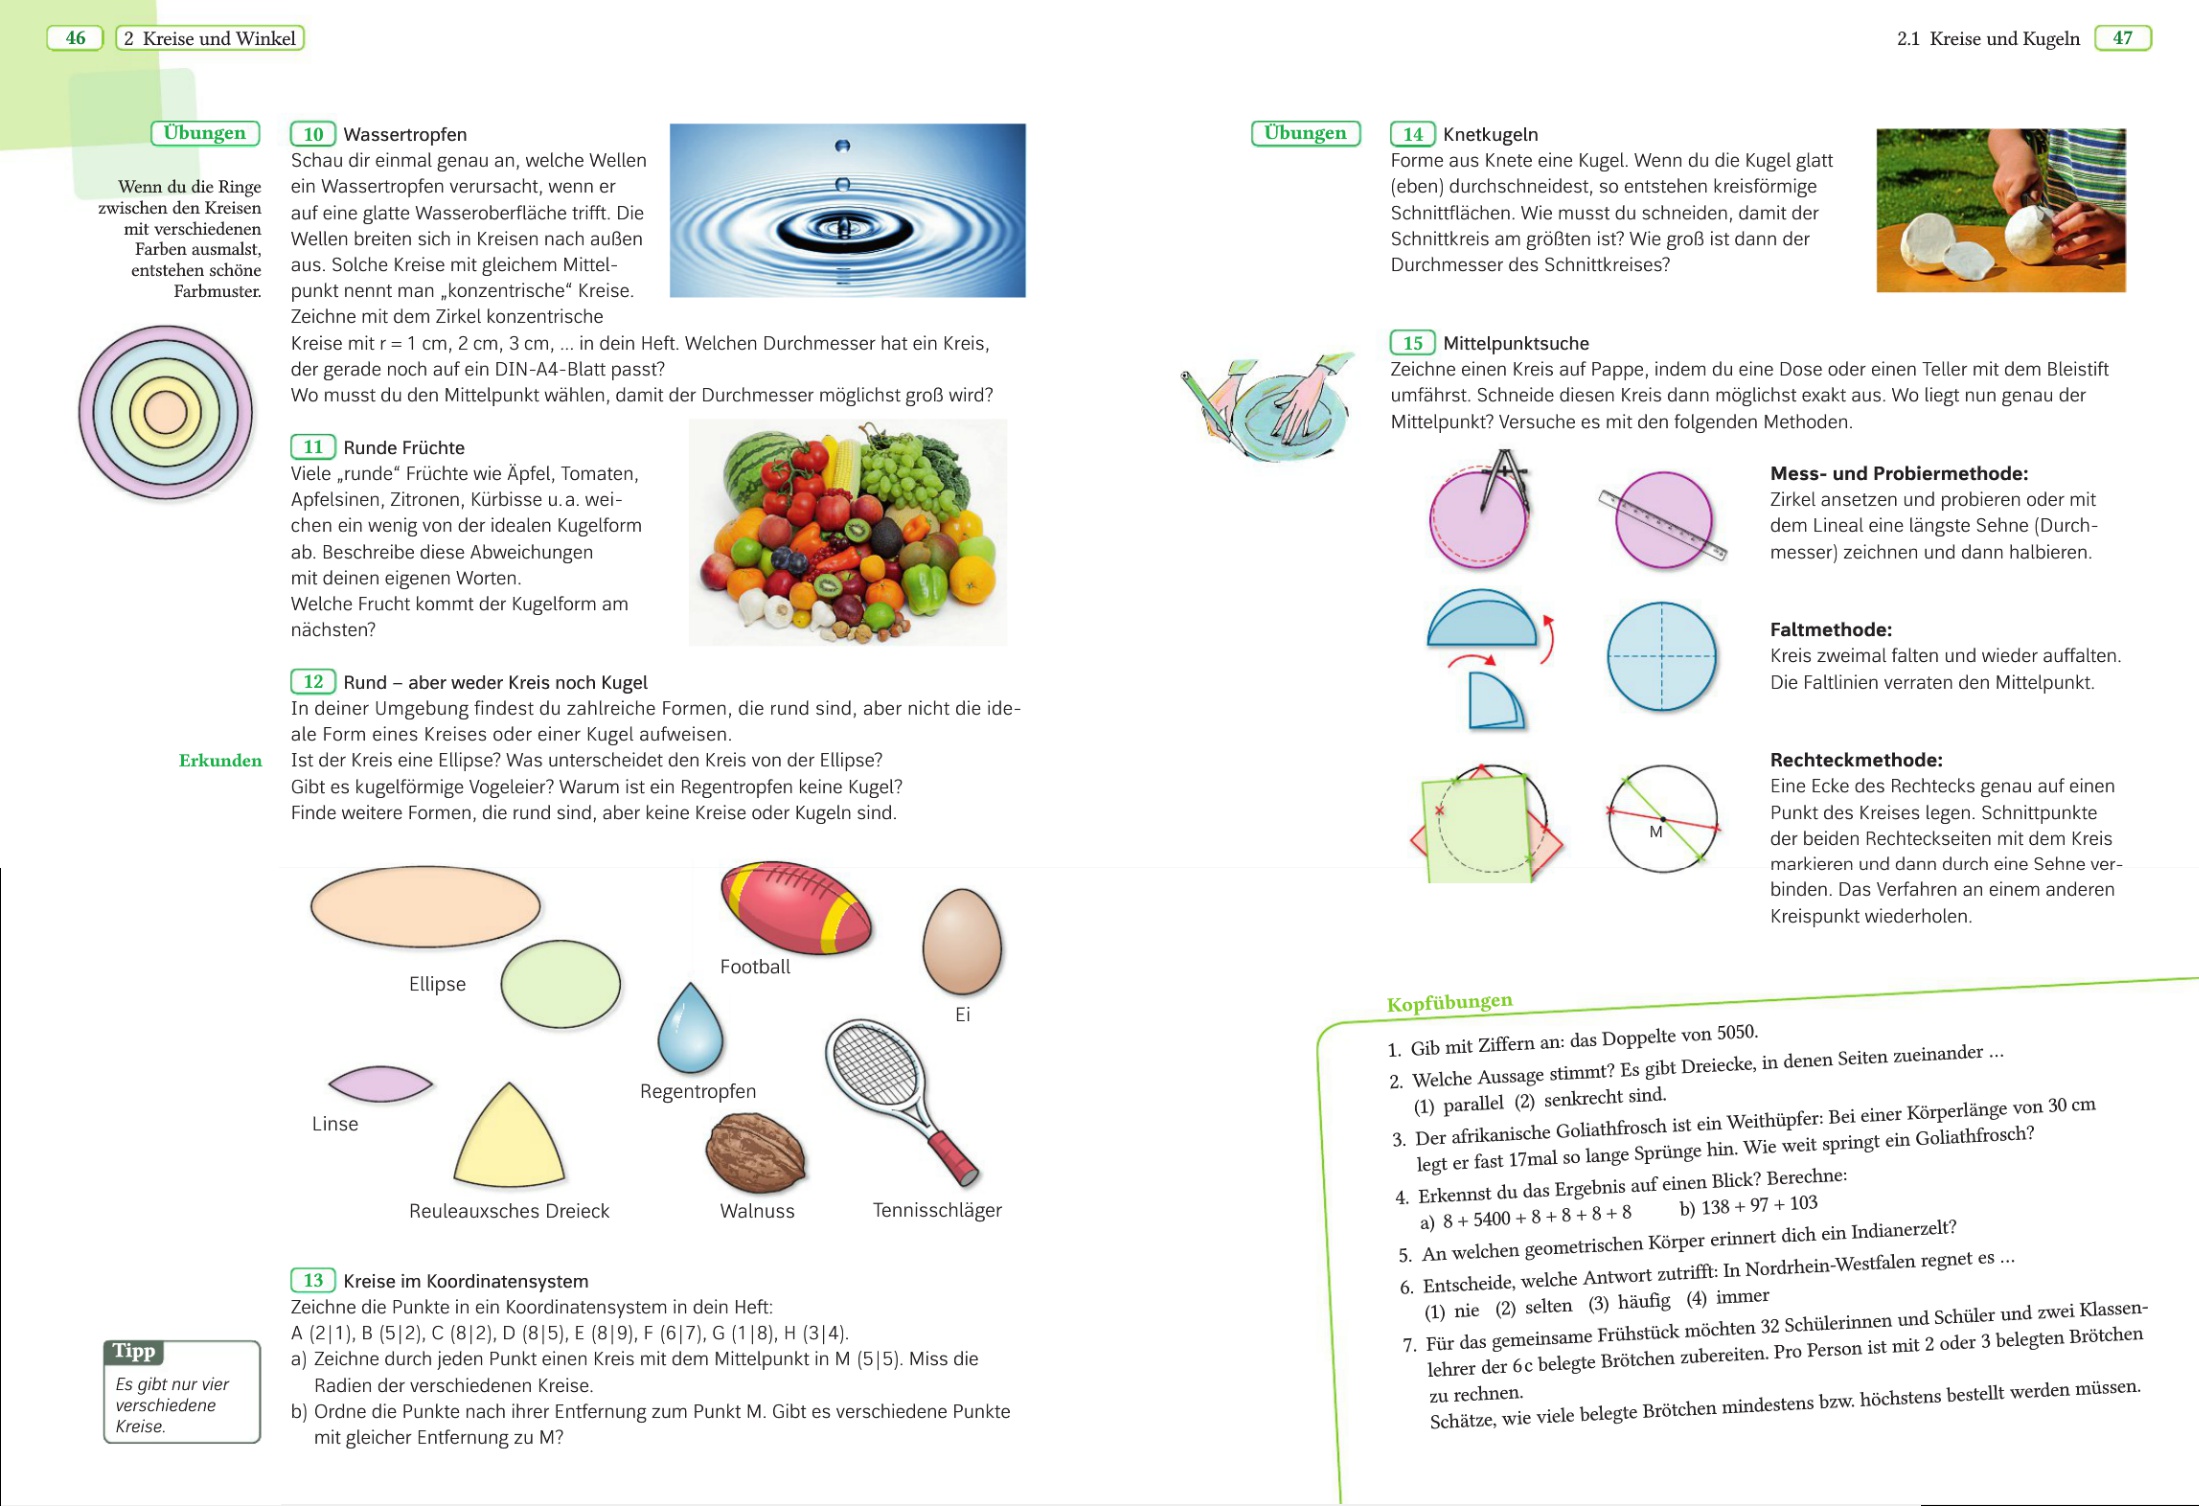 46
2 Kreise und Winkel
Übungen
Wenn du die Ringe
zwischen den Kreisen
mit verschiedenen
Farben ausmalst,
entstehen schöne
Farbmuster.
10 Wassertropfen
Schau dir einmal genau an, welche Wellen
ein Wassertropfen verursacht, wenn er
auf eine glatte Wasseroberfläche trifft. Die
Wellen breiten sich in Kreisen nach außen
aus. Solche Kreise mit gleichem Mittel-
punkt nennt man „konzentrische“ Kreise.
Zeichne mit dem Zirkel konzentrische
Kreise mit r = 1 cm, 2 cm, 3 cm, ... in dein Heft. Welchen Durchmesser hat ein Kreis,
der gerade noch auf ein DIN-A4-Blatt passt?
Wo musst du den Mittelpunkt wählen, damit der Durchmesser möglichst groß wird?
11 Runde Früchte
Viele „runde“ Früchte wie Äpfel, Tomaten,
Apfelsinen, Zitronen, Kürbisse u. a. wei-
chen ein wenig von der idealen Kugelform
ab. Beschreibe diese Abweichungen
mit deinen eigenen Worten.
Welche Frucht kommt der Kugelform am
nächsten?
12 Rund – aber weder Kreis noch Kugel
In deiner Umgebung findest du zahlreiche Formen, die rund sind, aber nicht die ide-
ale Form eines Kreises oder einer Kugel aufweisen.
Erkunden
Ist der Kreis eine Ellipse? Was unterscheidet den Kreis von der Ellipse?
Gibt es kugelförmige Vogeleier? Warum ist ein Regentropfen keine Kugel?
Finde weitere Formen, die rund sind, aber keine Kreise oder Kugeln sind.
Ellipse
Football
Ei
Regentropfen
Linse
Reuleauxsches Dreieck
Walnuss
Tennisschläger
13 Kreise im Koordinatensystem
Zeichne die Punkte in ein Koordinatensystem in dein Heft:
A (2|1), B (5|2), C (8|2), D (8|5), E (8|9), F (6|7), G (1|8), H (3|4).
a) Zeichne durch jeden Punkt einen Kreis mit dem Mittelpunkt in M (5|5). Miss die
Radien der verschiedenen Kreise.
b) Ordne die Punkte nach ihrer Entfernung zum Punkt M. Gibt es verschiedene Punkte
mit gleicher Entfernung zu M?
Tipp
Es gibt nur vier
verschiedene
Kreise.
2.1 Kreise und Kugeln
47
Übungen
14 Knetkugeln
Forme aus Knete eine Kugel. Wenn du die Kugel glatt
(eben) durchschneidest, so entstehen kreisförmige
Schnittflächen. Wie musst du schneiden, damit der
Schnittkreis am größten ist? Wie groß ist dann der
Durchmesser des Schnittkreises?
15 Mittelpunktsuche
Zeichne einen Kreis auf Pappe, indem du eine Dose oder einen Teller mit dem Bleistift
umfährst. Schneide diesen Kreis dann möglichst exakt aus. Wo liegt nun genau der
Mittelpunkt? Versuche es mit den folgenden Methoden.
Mess- und Probiermethode:
Zirkel ansetzen und probieren oder mit
dem Lineal eine längste Sehne (Durch-
messer) zeichnen und dann halbieren.
Faltmethode:
Kreis zweimal falten und wieder auffalten.
Die Faltlinien verraten den Mittelpunkt.
Rechteckmethode:
Eine Ecke des Rechtecks genau auf einen
Punkt des Kreises legen. Schnittpunkte
der beiden Rechteckseiten mit dem Kreis
markieren und dann durch eine Sehne ver-
binden. Das Verfahren an einem anderen
Kreispunkt wiederholen.
M
Kopfübungen
1. Gib mit Ziffern an: das Doppelte von 5050.
2. Welche Aussage stimmt? Es gibt Dreiecke, in denen Seiten zueinander ...
(1) parallel (2) senkrecht sind.
3. Der afrikanische Goliathfrosch ist ein Weithüpfer: Bei einer Körperlänge von 30 cm
legt er fast 17mal so lange Sprünge hin. Wie weit springt ein Goliathfrosch?
4. Erkennst du das Ergebnis auf einen Blick? Berechne:
a) 8 + 5400 + 8 + 8 + 8 + 8 b) 138 + 97 + 103
5. An welchen geometrischen Körper erinnert dich ein Indianerzelt?
6. Entscheide, welche Antwort zutrifft: In Nordrhein-Westfalen regnet es ...
(1) nie (2) selten (3) häufig (4) immer
7. Für das gemeinsame Frühstück möchten 32 Schülerinnen und Schüler und zwei Klassen-
lehrer der 6 c belegte Brötchen zubereiten. Pro Person ist mit 2 oder 3 belegten Brötchen
zu rechnen.
Schätze, wie viele belegte Brötchen mindestens bzw. höchstens bestellt werden müssen.